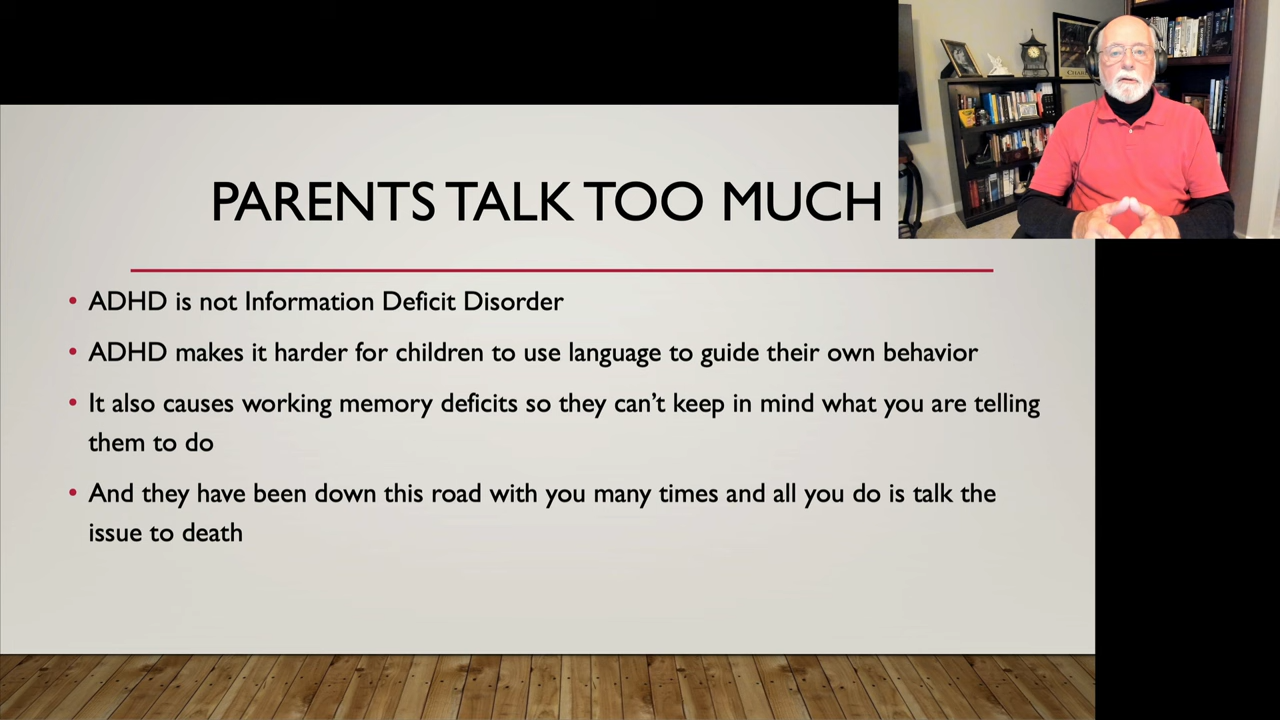 PARENTS TALK TOO MUCH
• ADHD is not Information Deficit Disorder
• ADHD makes it harder for children to use language to guide their own behavior
• It also causes working memory deficits so they can’t keep in mind what you are telling
them to do
• And they have been down this road with you many times and all you do is talk the
issue to death